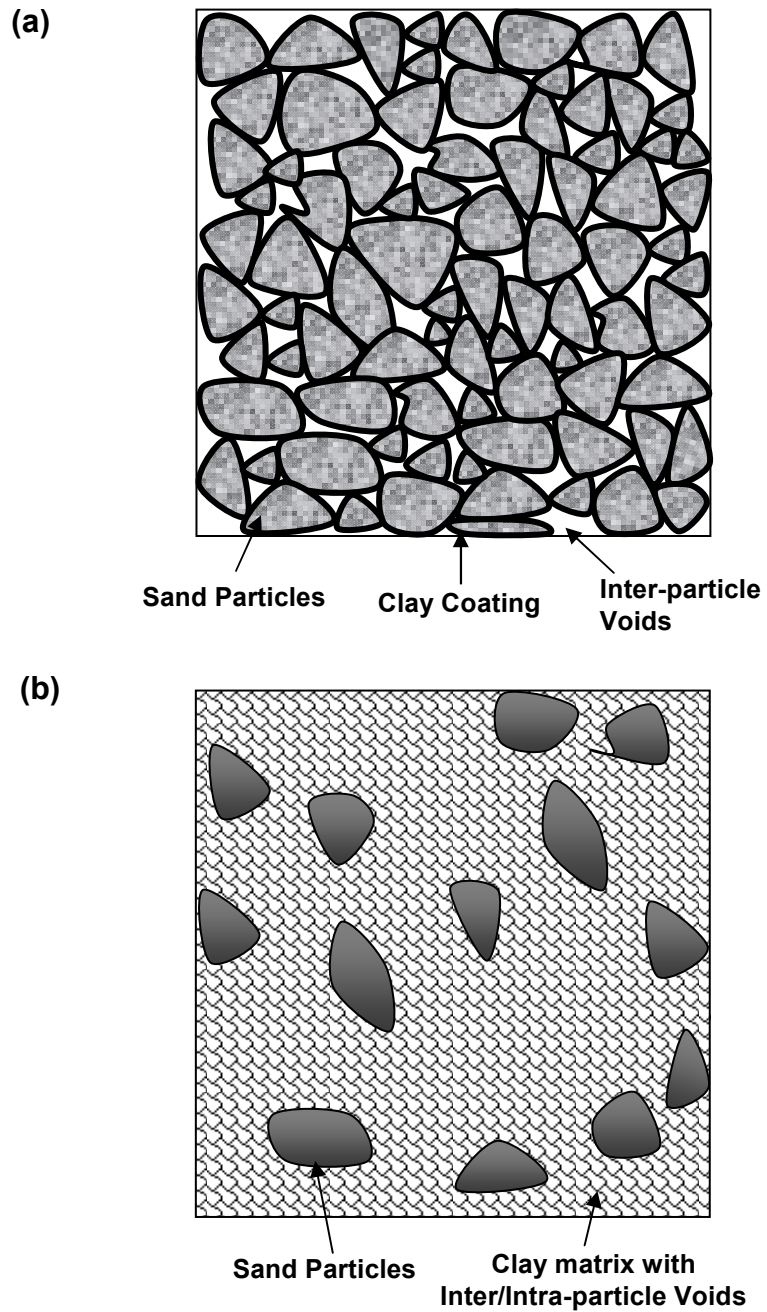 (a)
Sand Particles
Clay Coating
Inter-particle
Voids
(b)
Sand Particles
Clay matrix with
Inter/Intra-particle Voids